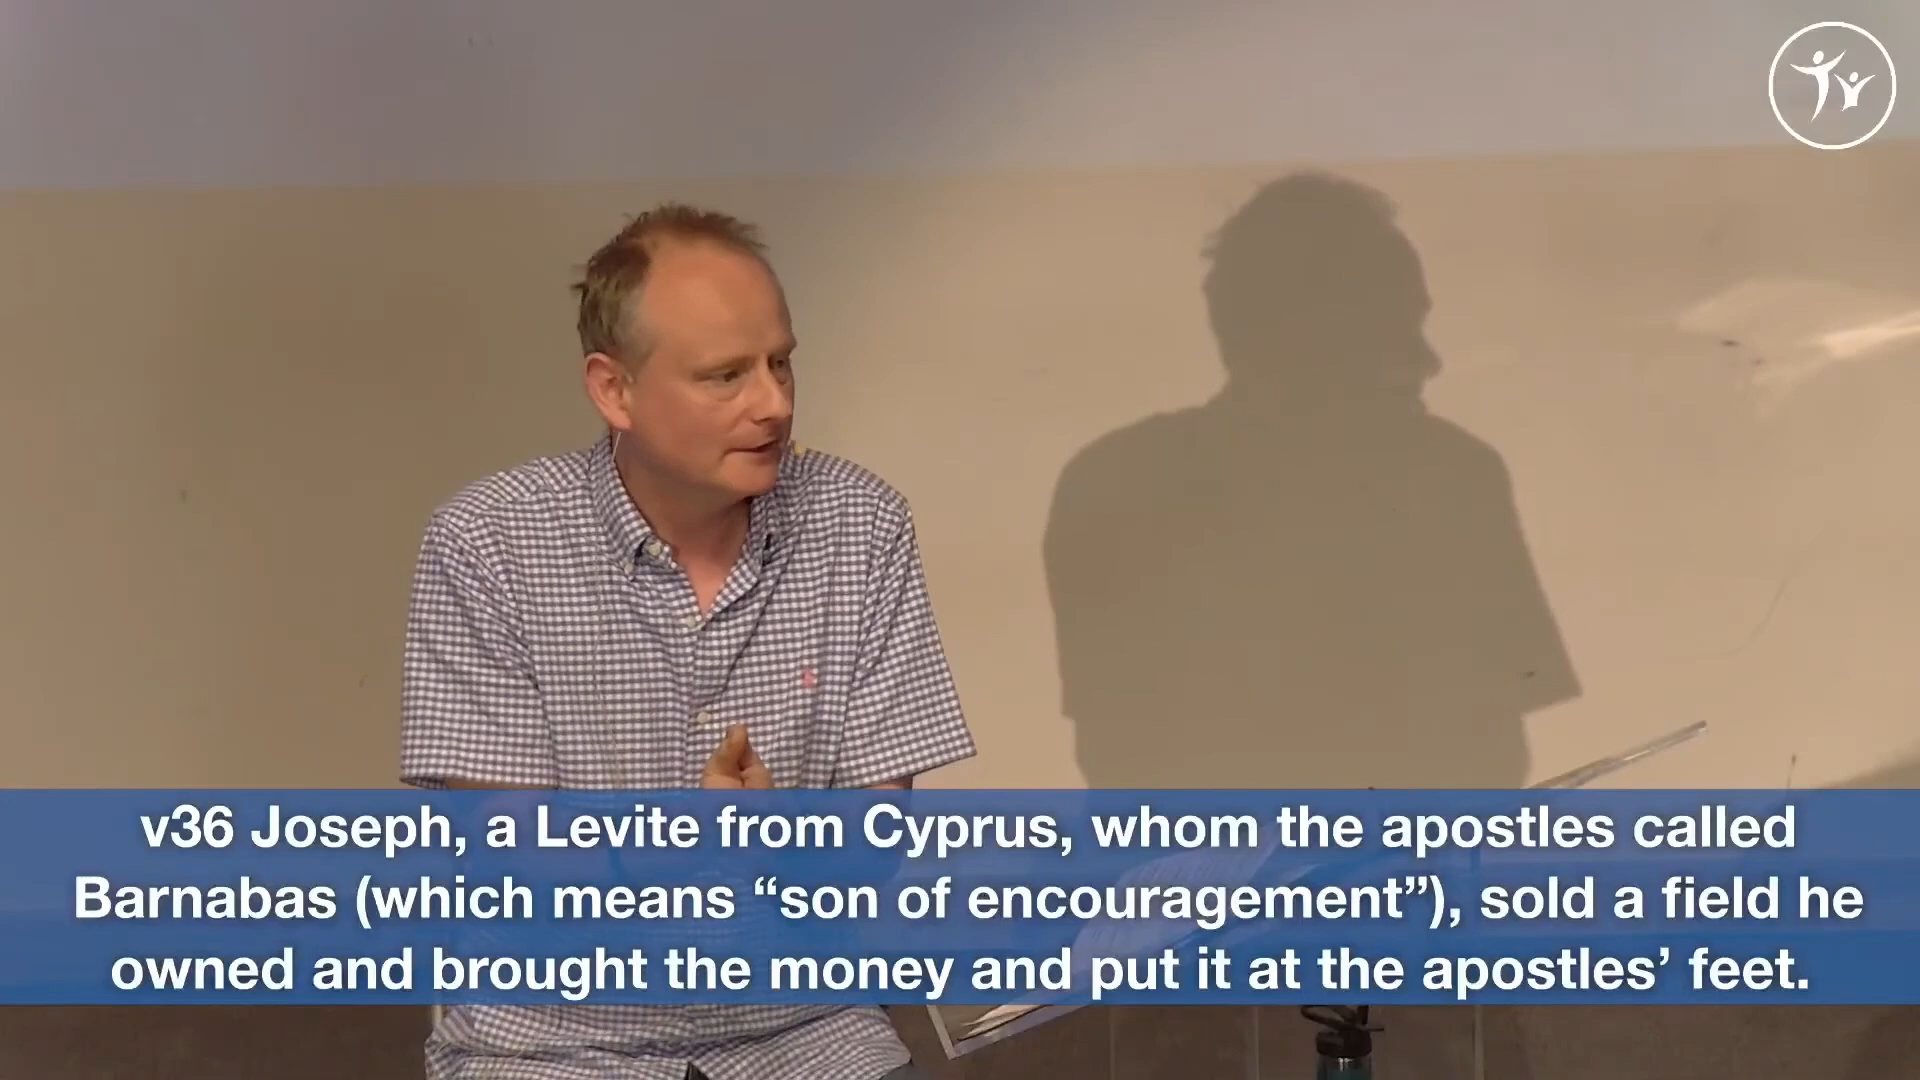 v36 Joseph, a Levite from Cyprus, whom the apostles called
Barnabas (which means “son of encouragement”), sold a field he
owned and brought the money and put it at the apostles’ feet.